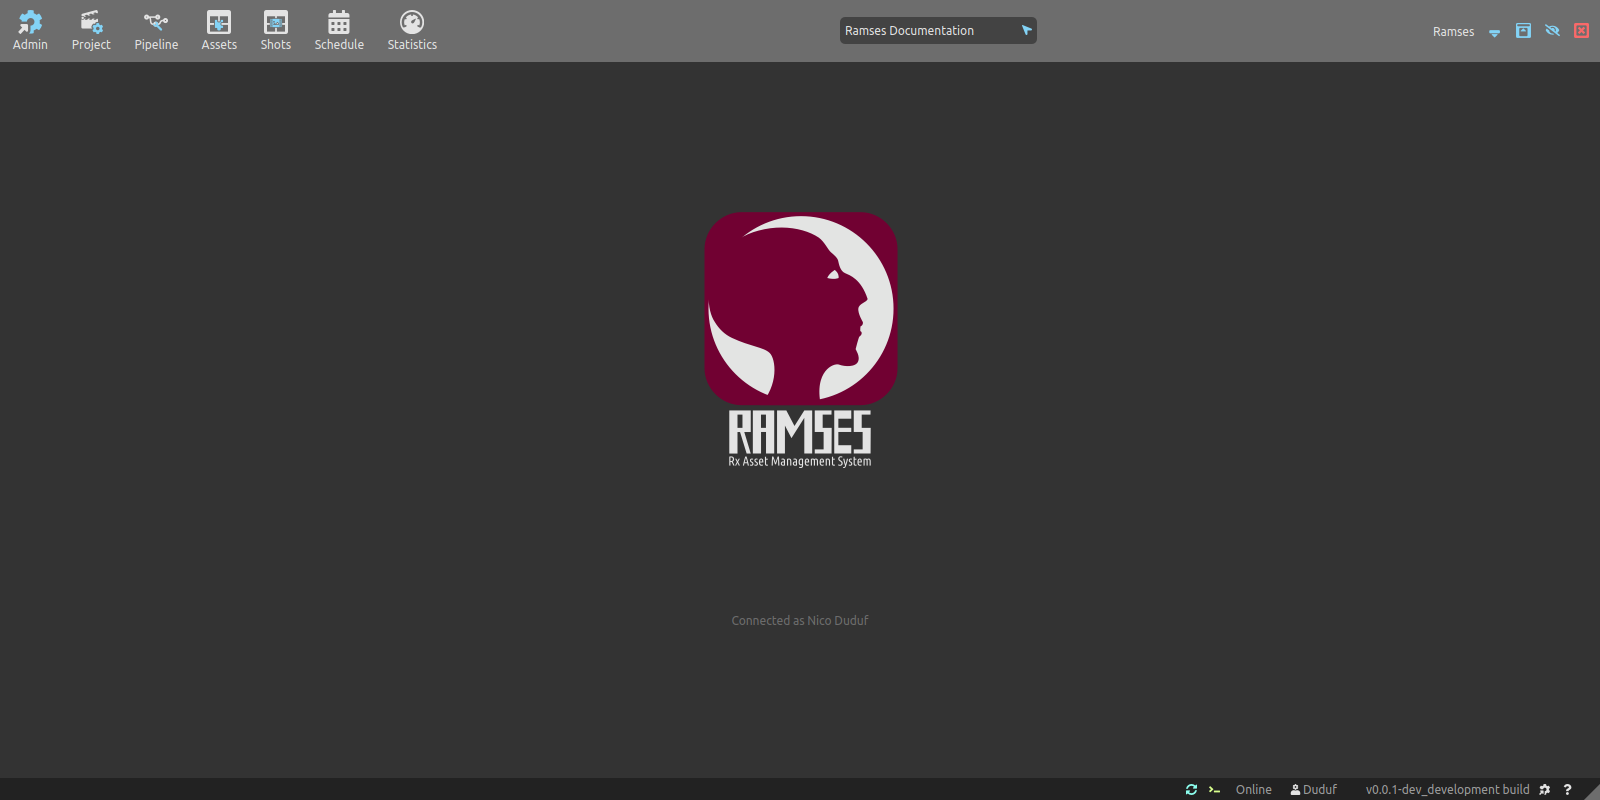 Admin Project Pipeline Assets Shots Schedule Statistics
Ramses Documentation
Ramses
RAMSES
Rx Asset Management System
Connected as Nico Duduf
Online Duduf v0.0.1-dev_development build ?